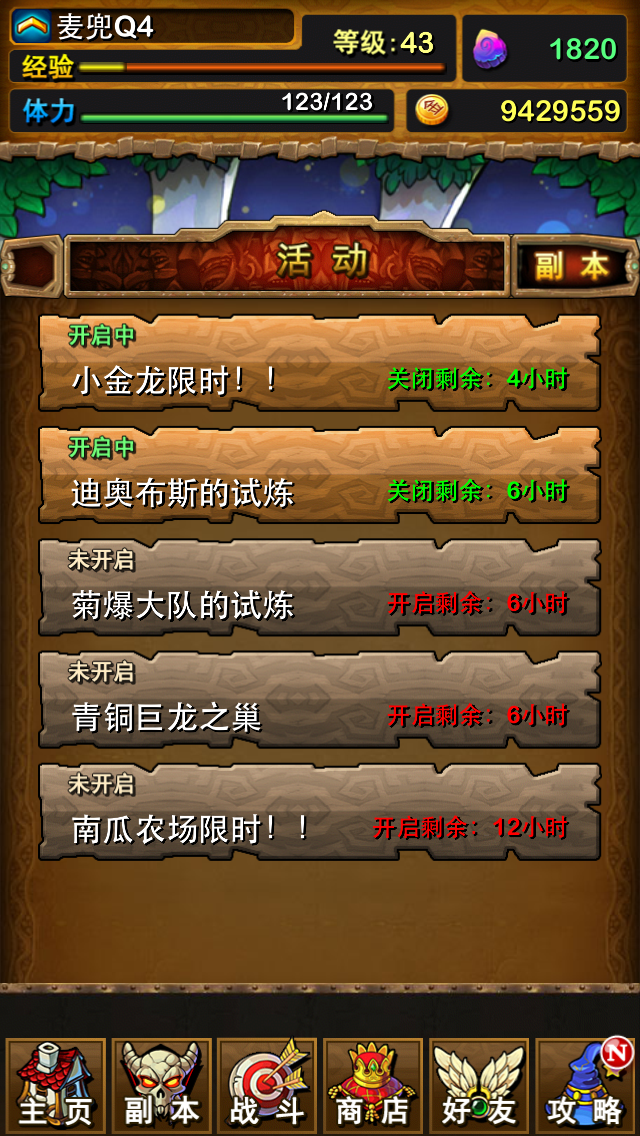 麦兜Q4
等级:43
1820
经验
体力
123/123
9429559
活动
副本
开启中
小金龙限时！！
关闭剩余：4小时
开启中
迪奥布斯的试炼
关闭剩余：6小时
未开启
菊爆大队的试炼
开启剩余：6小时
未开启
青铜巨龙之巢
开启剩余：6小时
未开启
南瓜农场限时！！
开启剩余：12小时
主页
副本
战斗
商店
好友
N
攻略